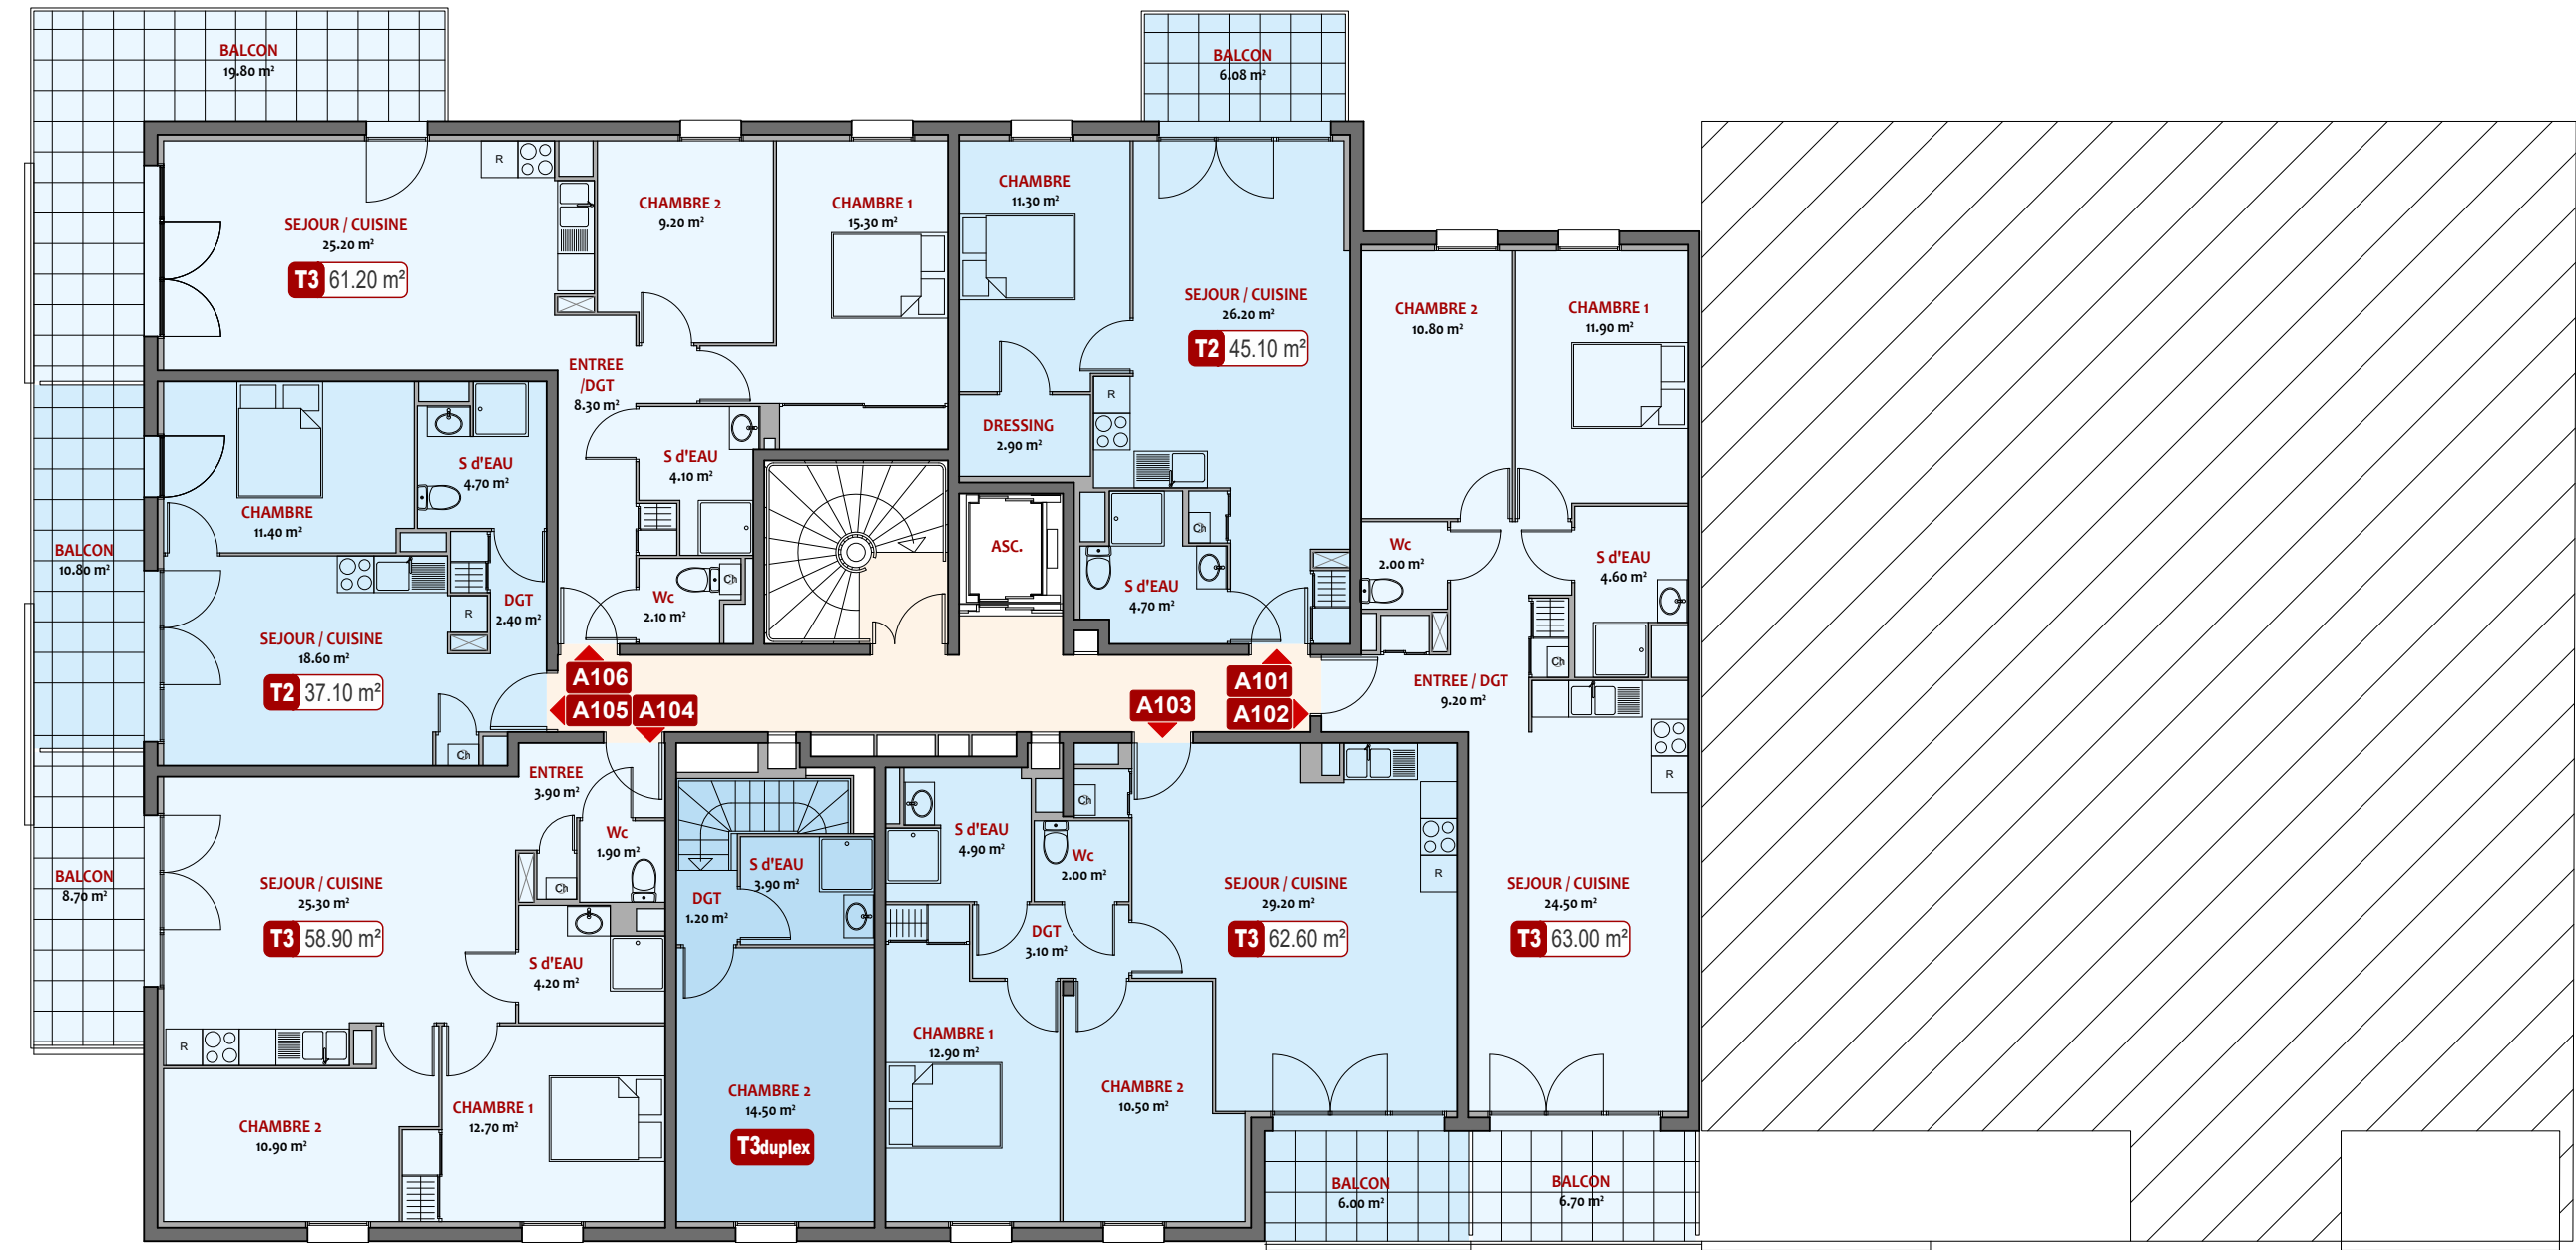 BALCON
19.80 m²
SEJOUR / CUISINE
25.20 m²
T3 61.20 m²
R
CHAMBRE 2
9.20 m²
CHAMBRE 1
15.30 m²
ENTREE
/DGT
8.30 m²
S d'EAU
4.10 m²
Wc
2.10 m²
Ch
BALCON
6.08 m²
CHAMBRE
11.30 m²
SEJOUR / CUISINE
26.20 m²
T2 45.10 m²
DRESSING
2.90 m²
R
Ch
S d'EAU
4.70 m²
ASC.
CHAMBRE 2
10.80 m²
CHAMBRE 1
11.90 m²
Wc
2.00 m²
S d'EAU
4.60 m²
Ch
ENTREE / DGT
9.20 m²
R
SEJOUR / CUISINE
24.50 m²
T3 63.00 m²
BALCON
6.70 m²
BALCON
10.80 m²
CHAMBRE
11.40 m²
S d'EAU
4.70 m²
DGT
2.40 m²
R
SEJOUR / CUISINE
18.60 m²
T2 37.10 m²
Ch
A106
A105
A104
A103
A101
A102
BALCON
8.70 m²
ENTREE
3.90 m²
Wc
1.90 m²
Ch
SEJOUR / CUISINE
25.30 m²
T3 58.90 m²
S d'EAU
4.20 m²
R
CHAMBRE 2
10.90 m²
CHAMBRE 1
12.70 m²
S d'EAU
3.90 m²
DGT
1.20 m²
CHAMBRE 2
14.50 m²
T3duplex
S d'EAU
4.90 m²
Ch
Wc
2.00 m²
DGT
3.10 m²
SEJOUR / CUISINE
29.20 m²
T3 62.60 m²
R
CHAMBRE 1
12.90 m²
CHAMBRE 2
10.50 m²
BALCON
6.00 m²